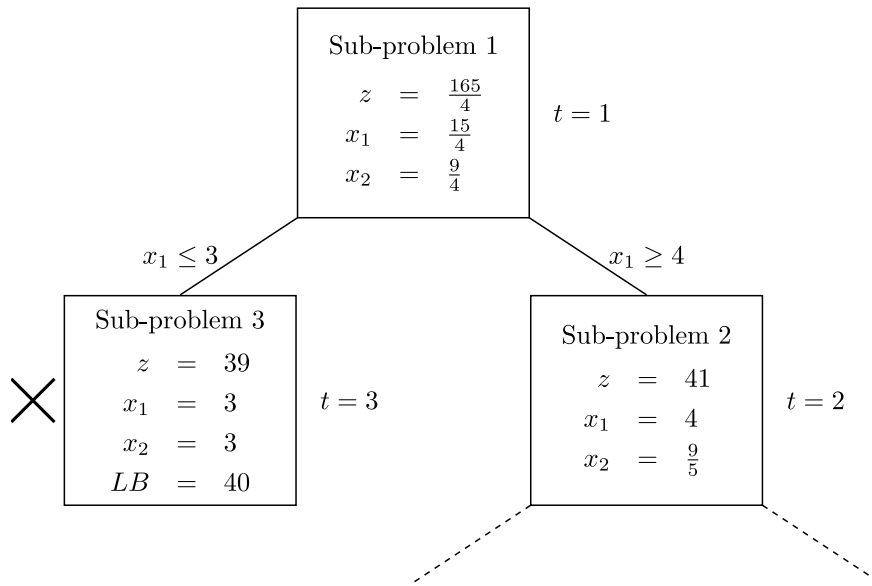 Sub-problem 1
z = 165/4
x₁ = 15/4
x₂ = 9/4
t = 1
x₁ ≤ 3
x₁ ≥ 4
Sub-problem 3
z = 39
x₁ = 3
x₂ = 3
LB = 40
t = 3
Sub-problem 2
z = 41
x₁ = 4
x₂ = 9/5
t = 2